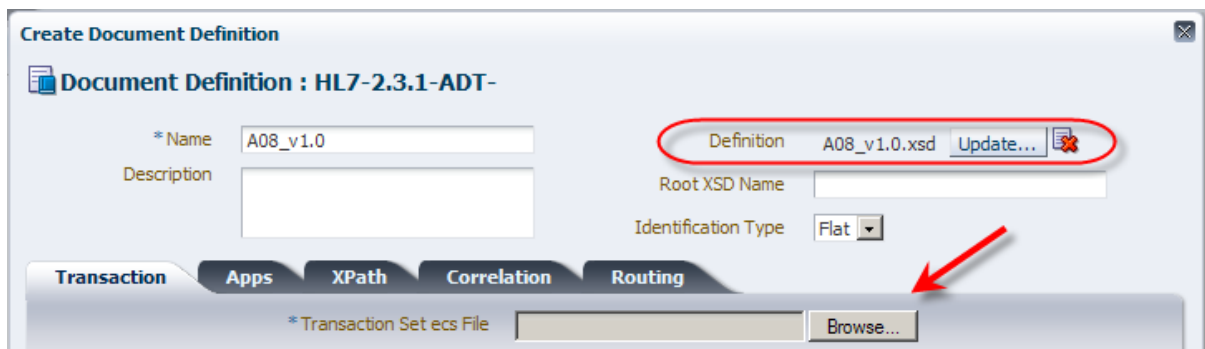 Create Document Definition
Document Definition : HL7-2.3.1-ADT-
* Name A08_v1.0 Definition A08_v1.0.xsd Update...
Description Root XSD Name
Identification Type Flat
Transaction Apps XPath Correlation Routing
* Transaction Set ecs File Browse...